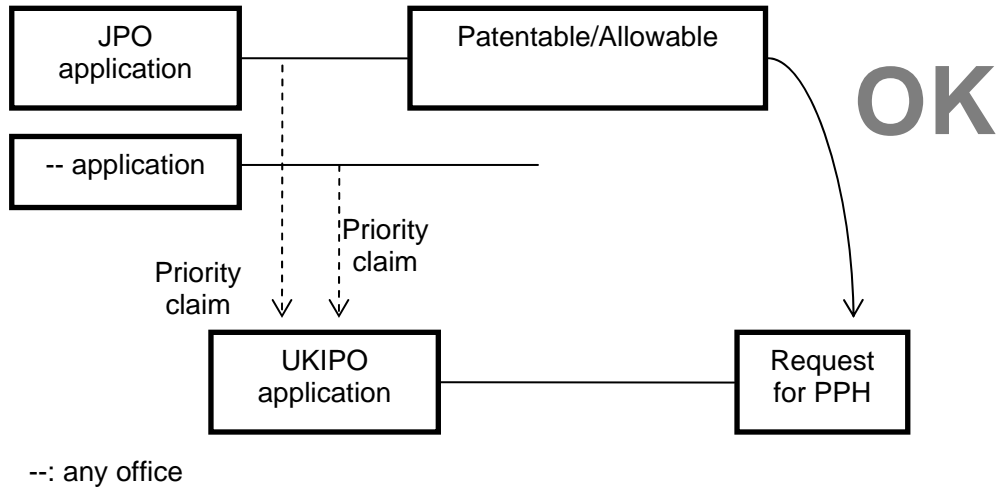 JPO
application
Patentable/Allowable
OK
-- application
Priority
claim
Priority
claim
UKIPO
application
Request
for PPH
--: any office